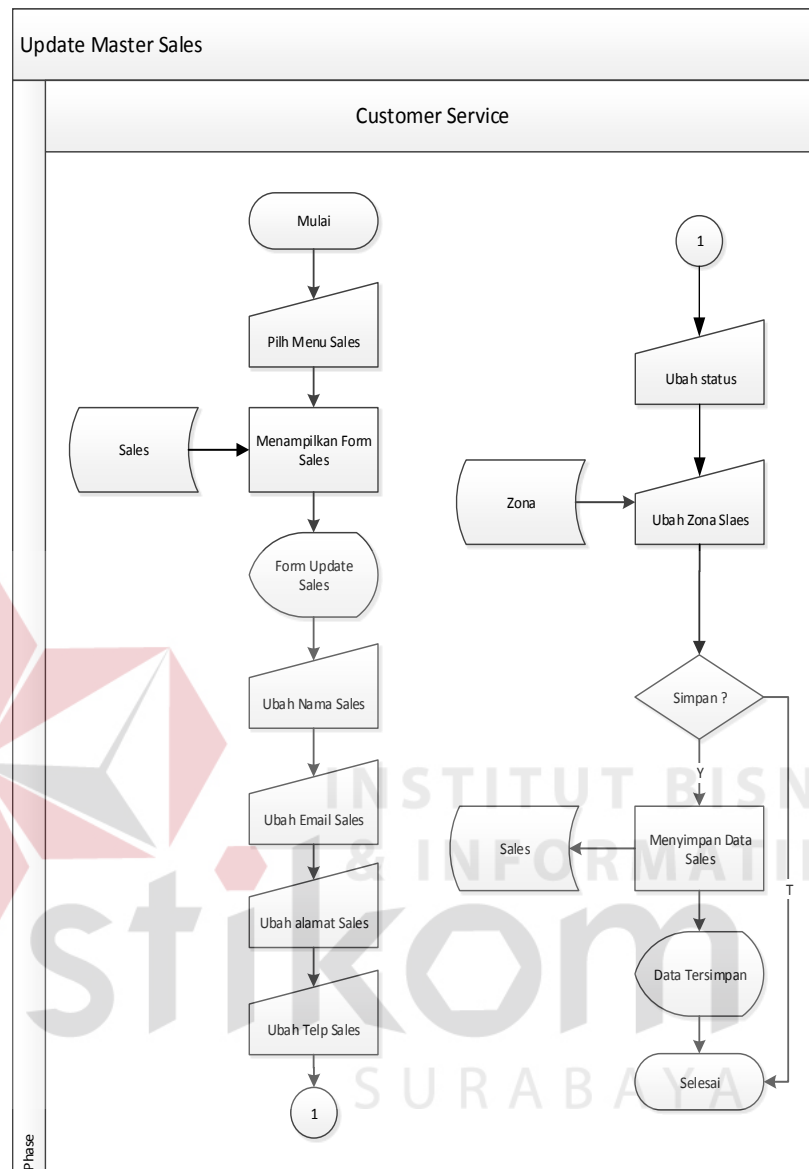 Update Master Sales
Customer Service
Phase
Mulai
Pilh Menu Sales
Sales
Menampilkan Form
Sales
Form Update
Sales
Ubah Nama Sales
Ubah Email Sales
Ubah alamat Sales
Ubah Telp Sales
1
1
Ubah status
Zona
Ubah Zona Slaes
Simpan ?
Y
T
Menyimpan Data
Sales
Sales
Data Tersimpan
Selesai
INSTITUT BISN
& INFORMATI
stikom
SURABAYA